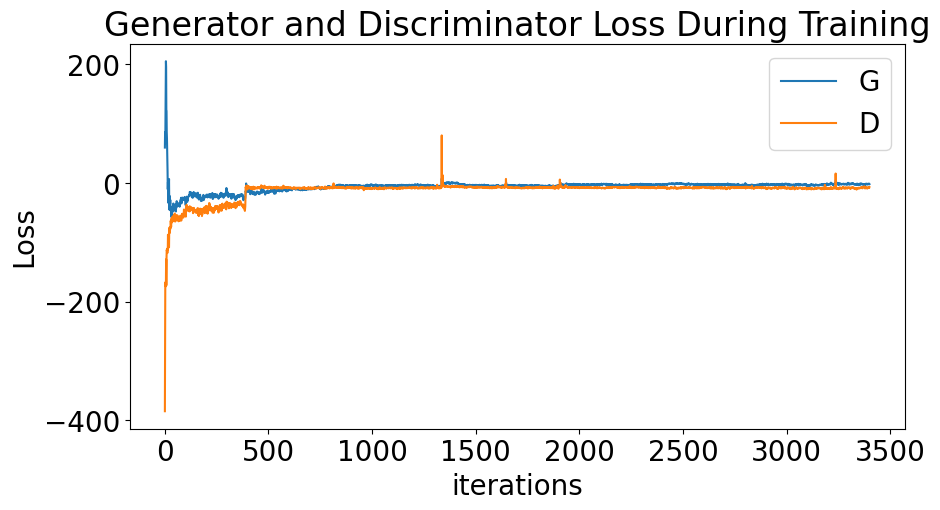 Generator and Discriminator Loss During Training
G
D
200
0
−200
−400
Loss
0 500 1000 1500 2000 2500 3000 3500
iterations